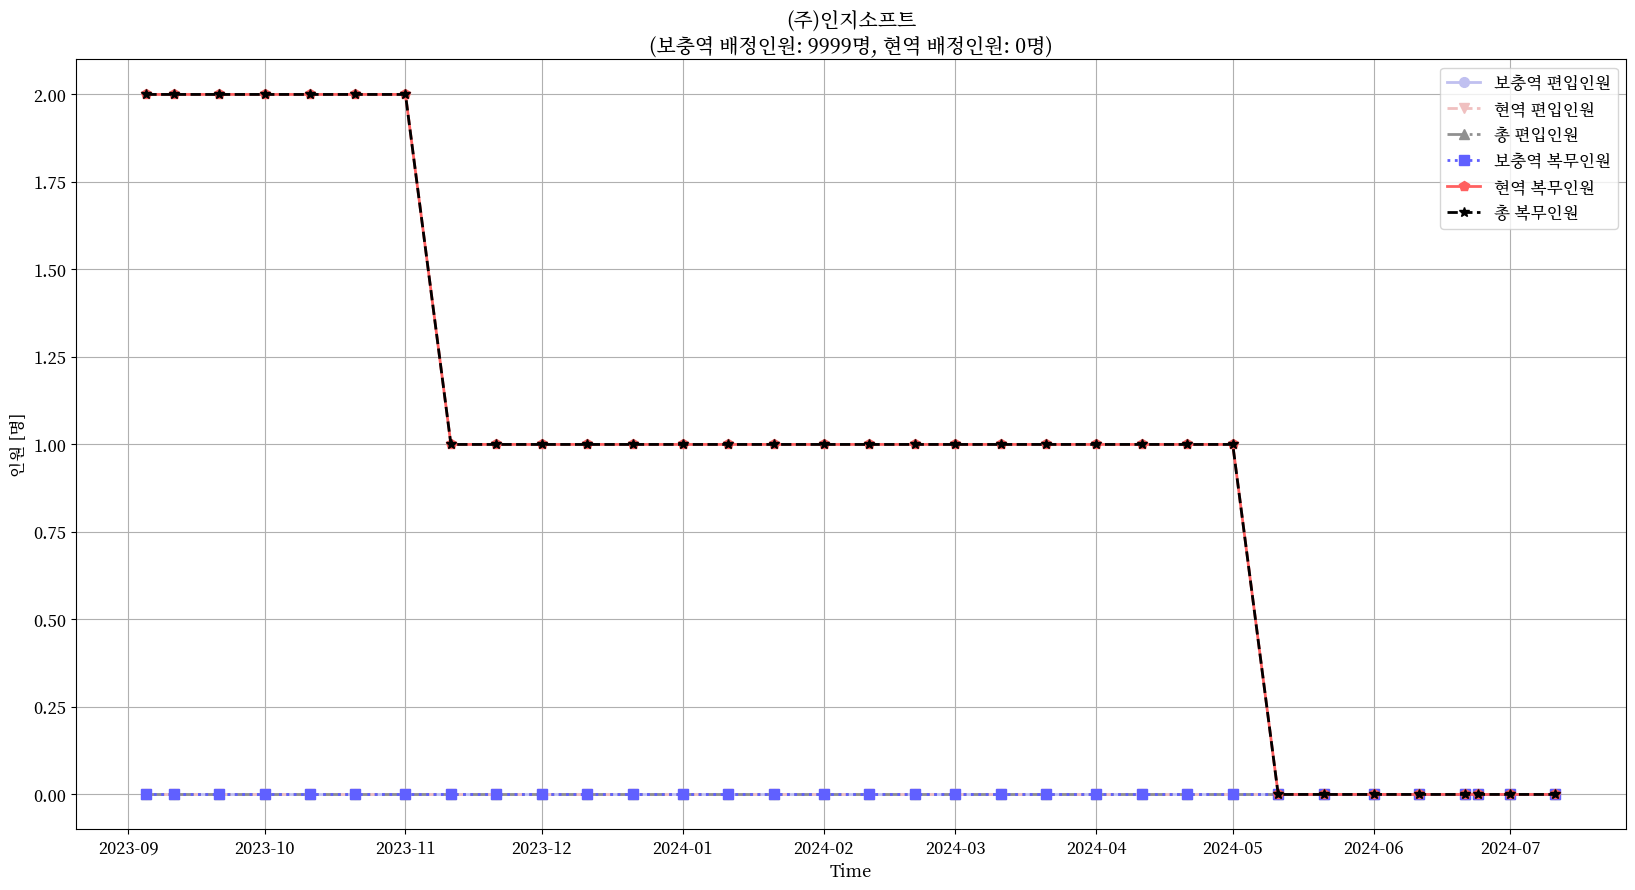 (주)인지소프트
(보충역 배정인원: 9999명, 현역 배정인원: 0명)
보충역 편입인원
현역 편입인원
총 편입인원
보충역 복무인원
현역 복무인원
총 복무인원
인원 [명]
2.00
1.75
1.50
1.25
1.00
0.75
0.50
0.25
0.00
2023-09 2023-10 2023-11 2023-12 2024-01 2024-02 2024-03 2024-04 2024-05 2024-06 2024-07
Time